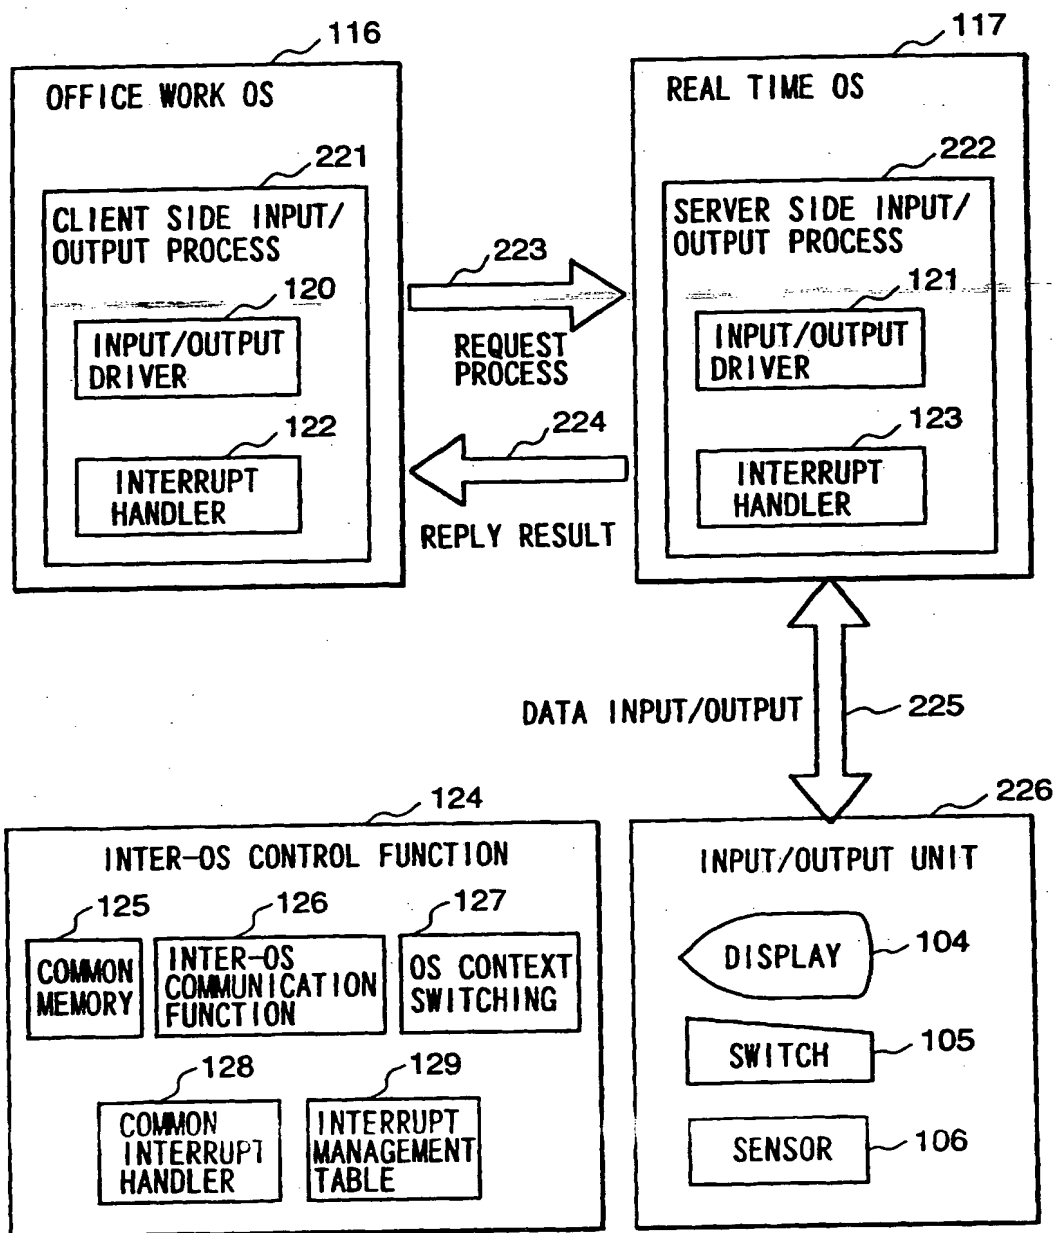 116
OFFICE WORK OS
221
CLIENT SIDE INPUT/
OUTPUT PROCESS
120
INPUT/OUTPUT
DRIVER
122
INTERRUPT
HANDLER
223
REQUEST
PROCESS
224
REPLY RESULT
117
REAL TIME OS
222
SERVER SIDE INPUT/
OUTPUT PROCESS
121
INPUT/OUTPUT
DRIVER
123
INTERRUPT
HANDLER
DATA INPUT/OUTPUT
225
124
INTER-OS CONTROL FUNCTION
125
COMMON
MEMORY
126
INTER-OS
COMMUNICATION
FUNCTION
127
OS CONTEXT
SWITCHING
128
COMMON
INTERRUPT
HANDLER
129
INTERRUPT
MANAGEMENT
TABLE
226
INPUT/OUTPUT UNIT
DISPLAY
104
SWITCH
105
SENSOR
106